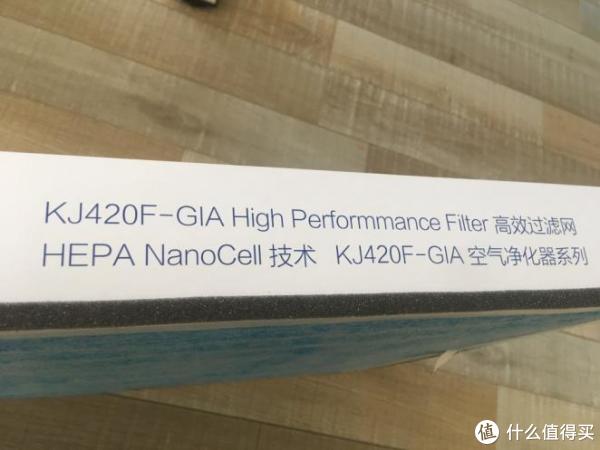 KJ420F-GIA High Performmance Filter 高效过滤网
HEPA NanoCell 技术 KJ420F-GIA 空气净化器系列
值 什么值得买